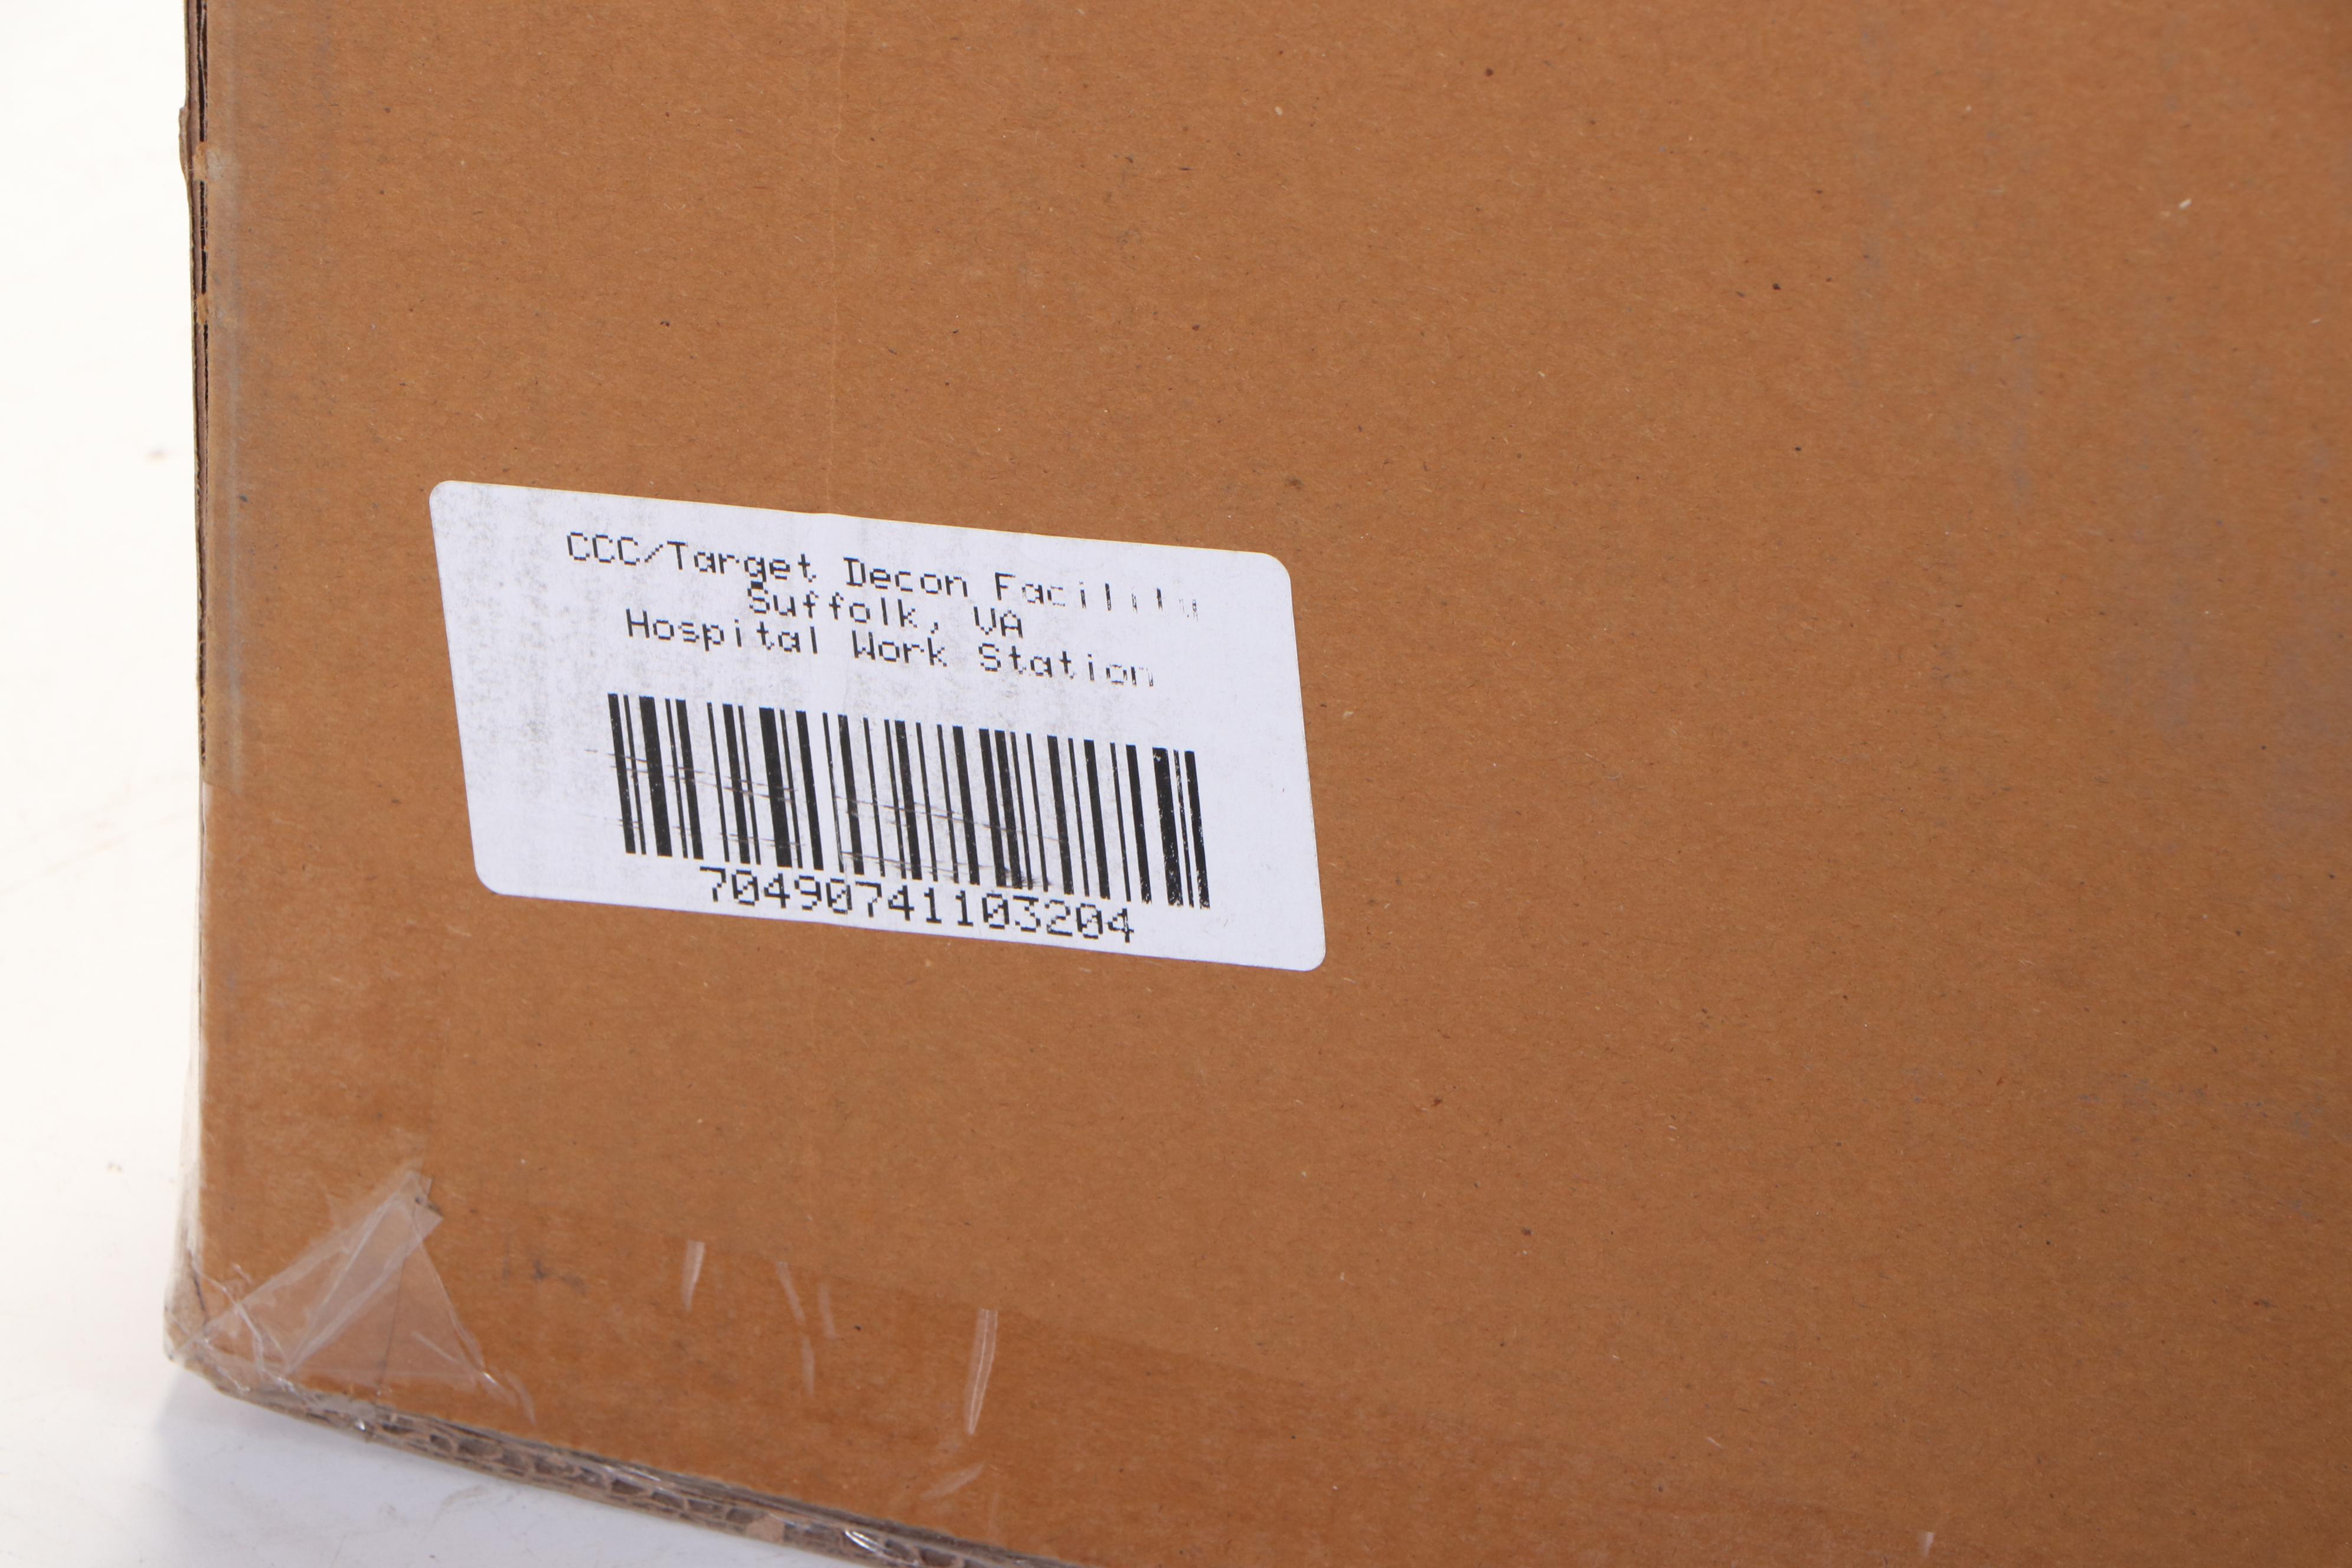 CCC/Target Decon Facility
Suffolk, VA
Hospital Work Station
70490741103204